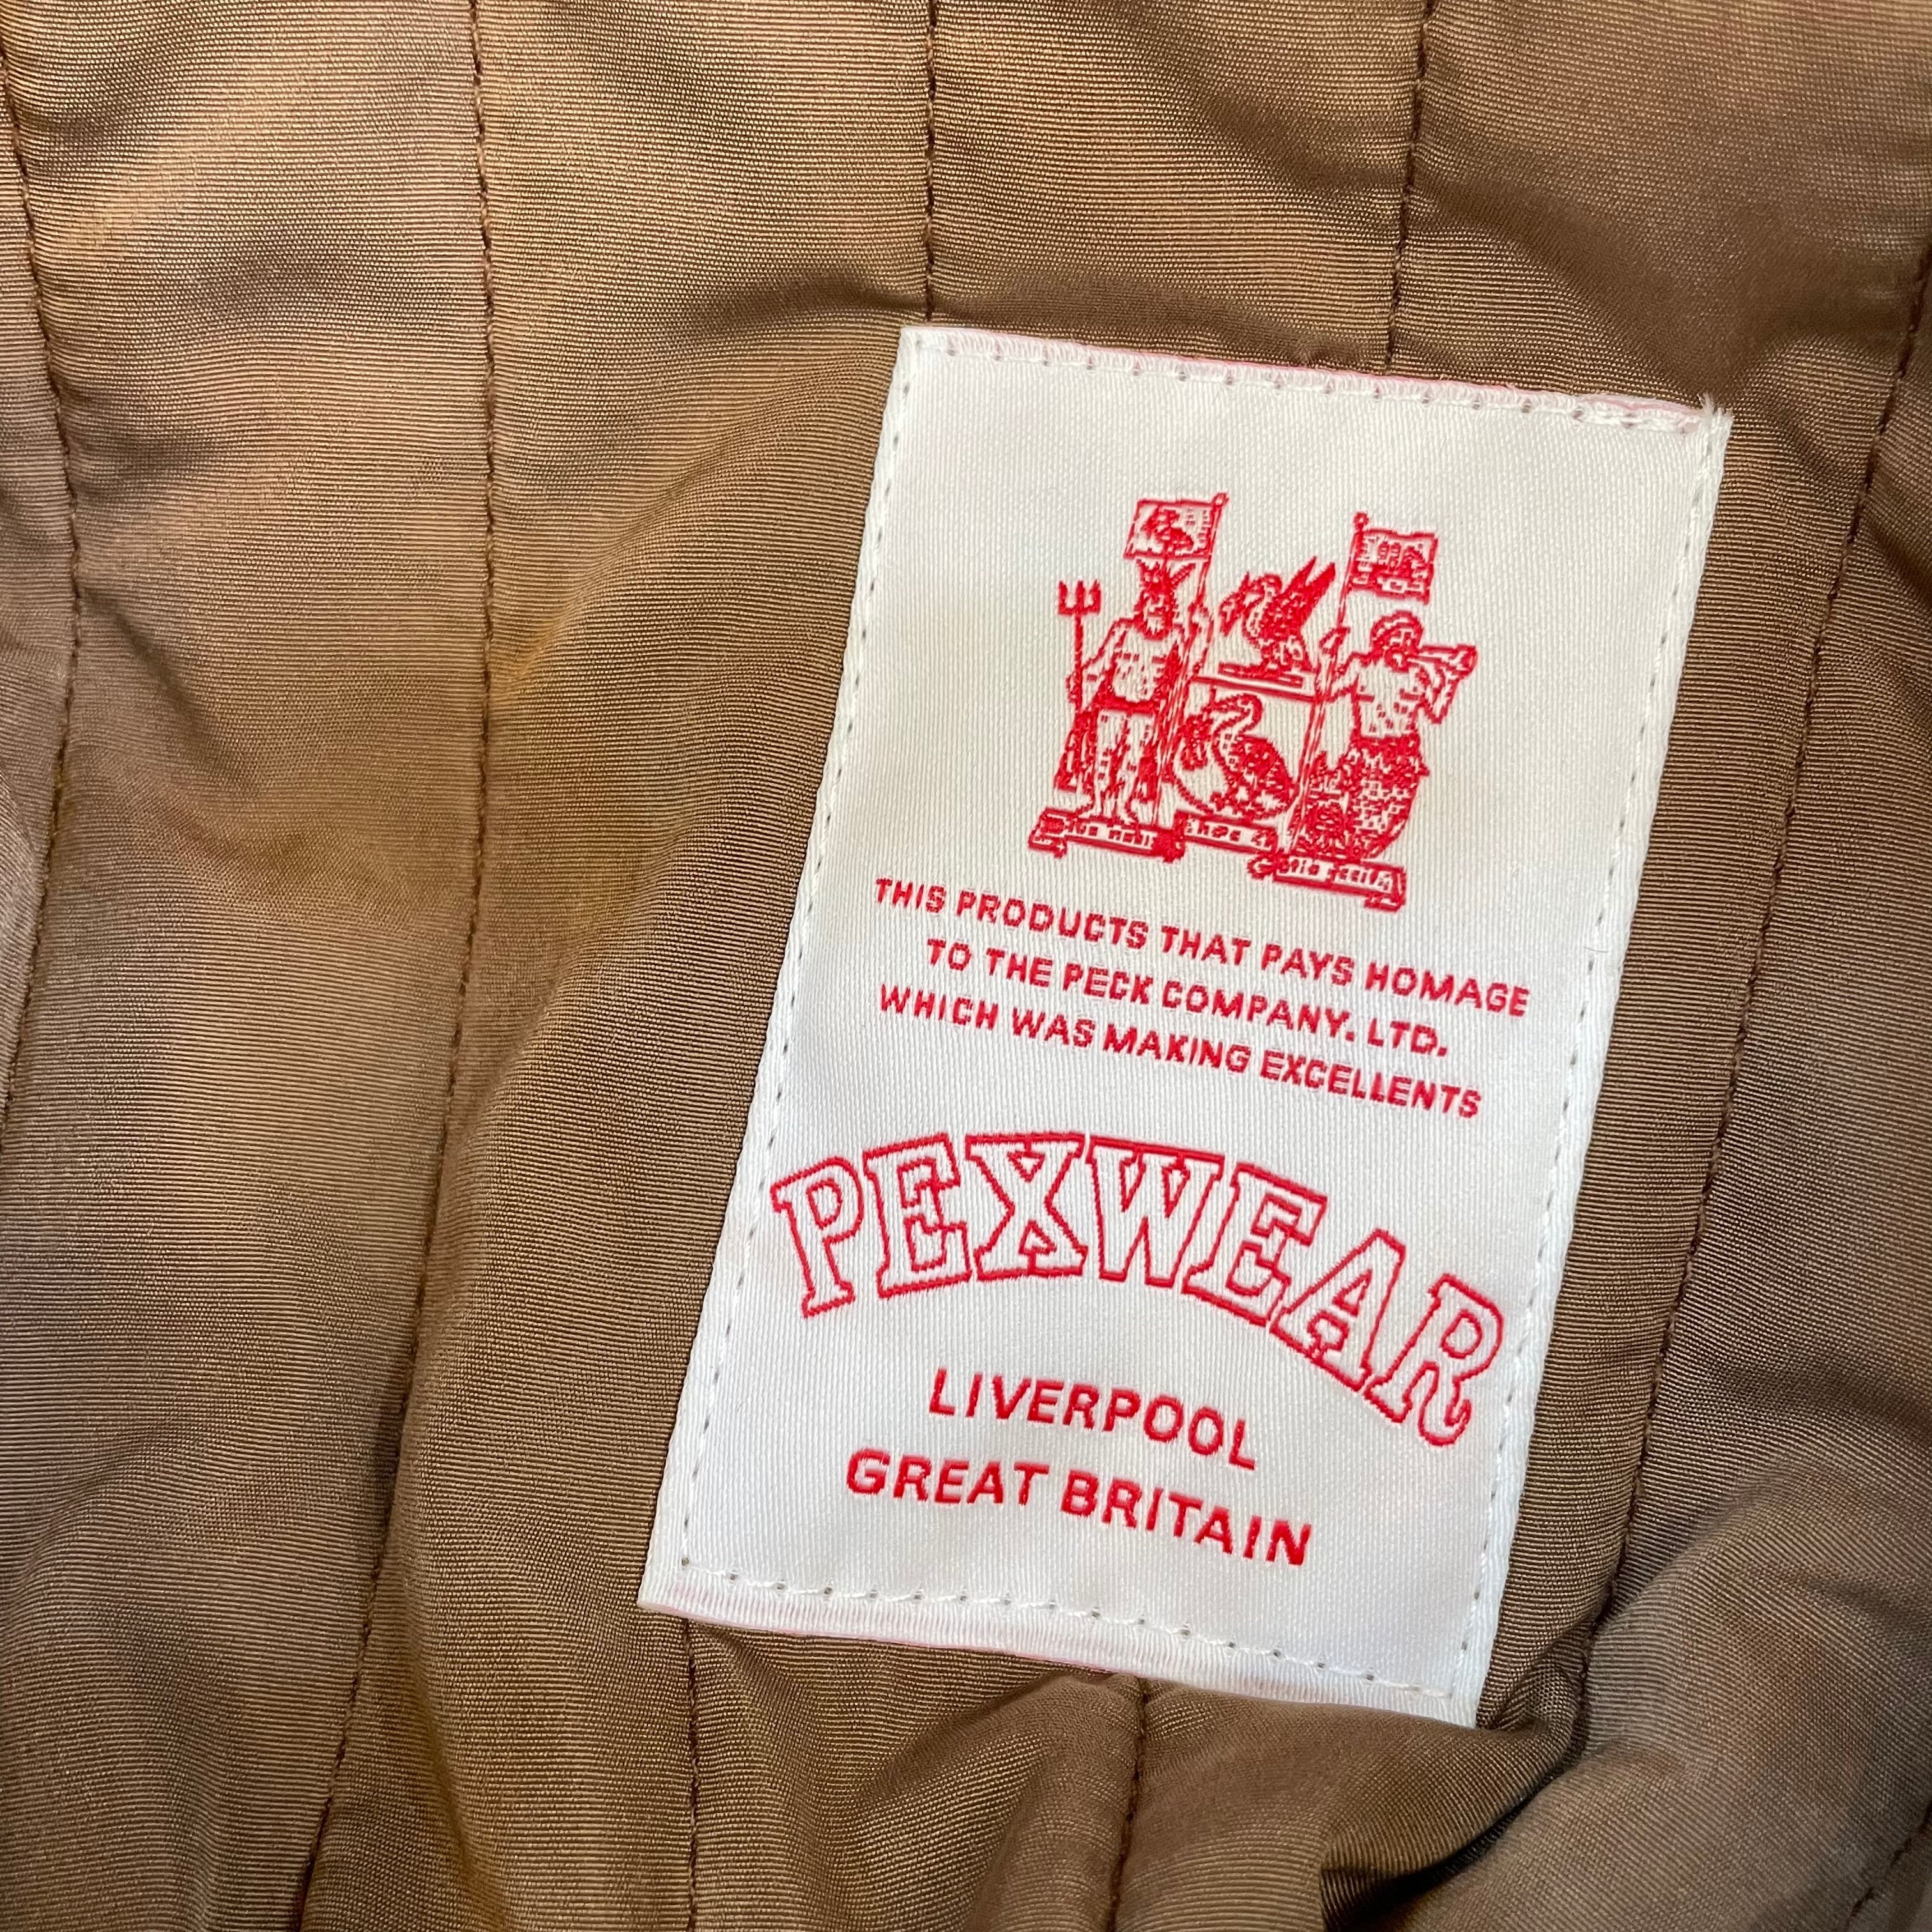 THIS PRODUCTS THAT PAYS HOMAGE
TO THE PECK COMPANY. LTD.
WHICH WAS MAKING EXCELLENTS
PEXWEAR
LIVERPOOL
GREAT BRITAIN